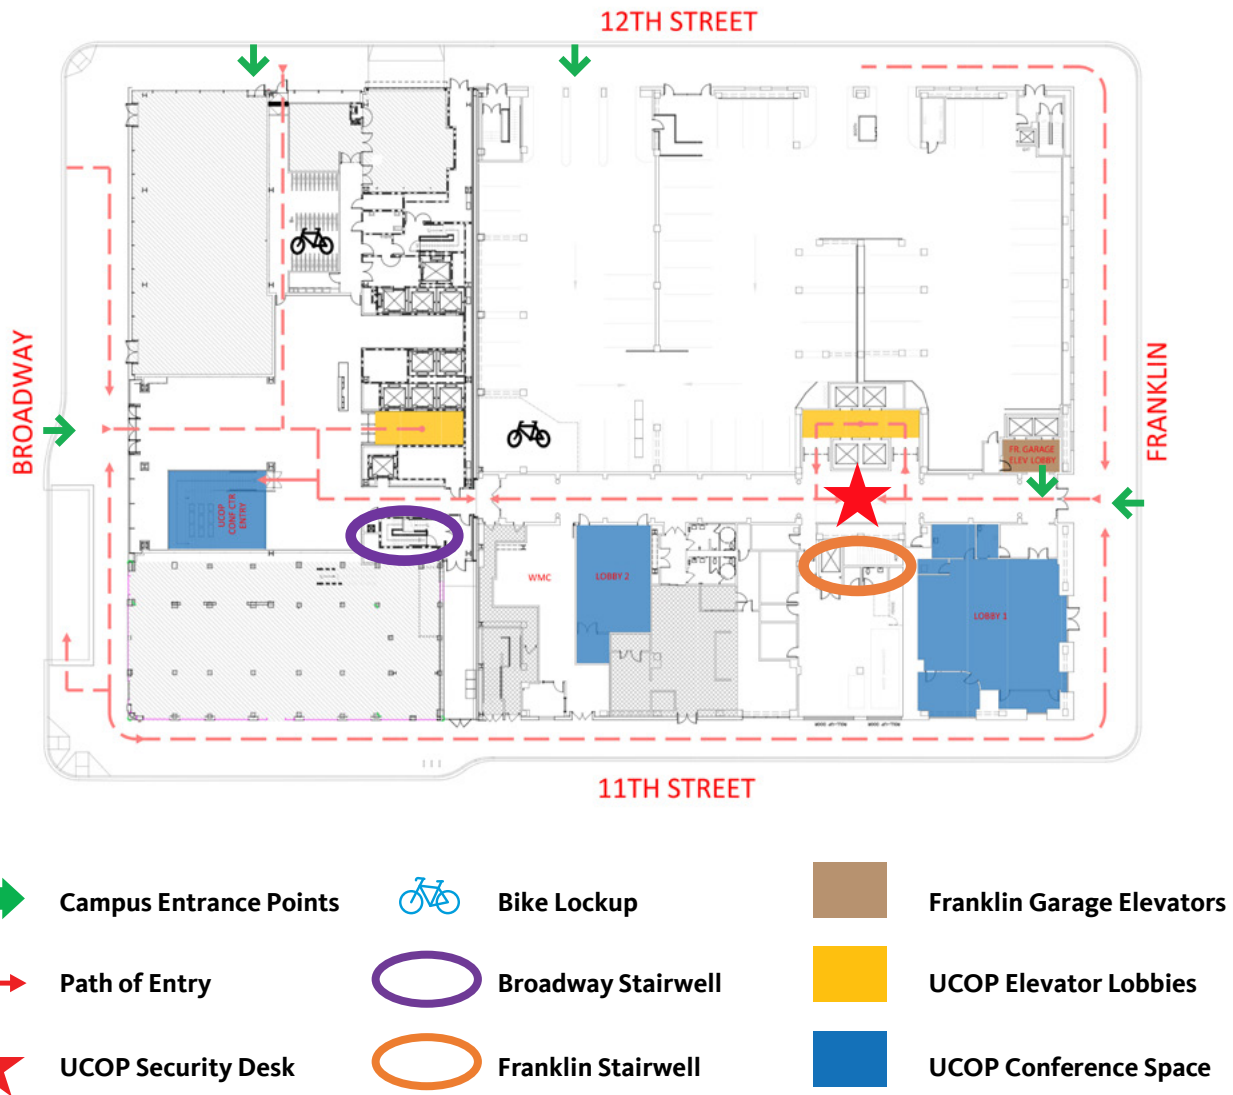 12TH STREET
BROADWAY
FRANKLIN
FR. GARAGE
ELEV LOBBY
UCOP
CONF CTR
ENTRY
WMC
LOBBY 2
LOBBY 1
11TH STREET
Campus Entrance Points
Bike Lockup
Franklin Garage Elevators
Path of Entry
Broadway Stairwell
UCOP Elevator Lobbies
UCOP Security Desk
Franklin Stairwell
UCOP Conference Space